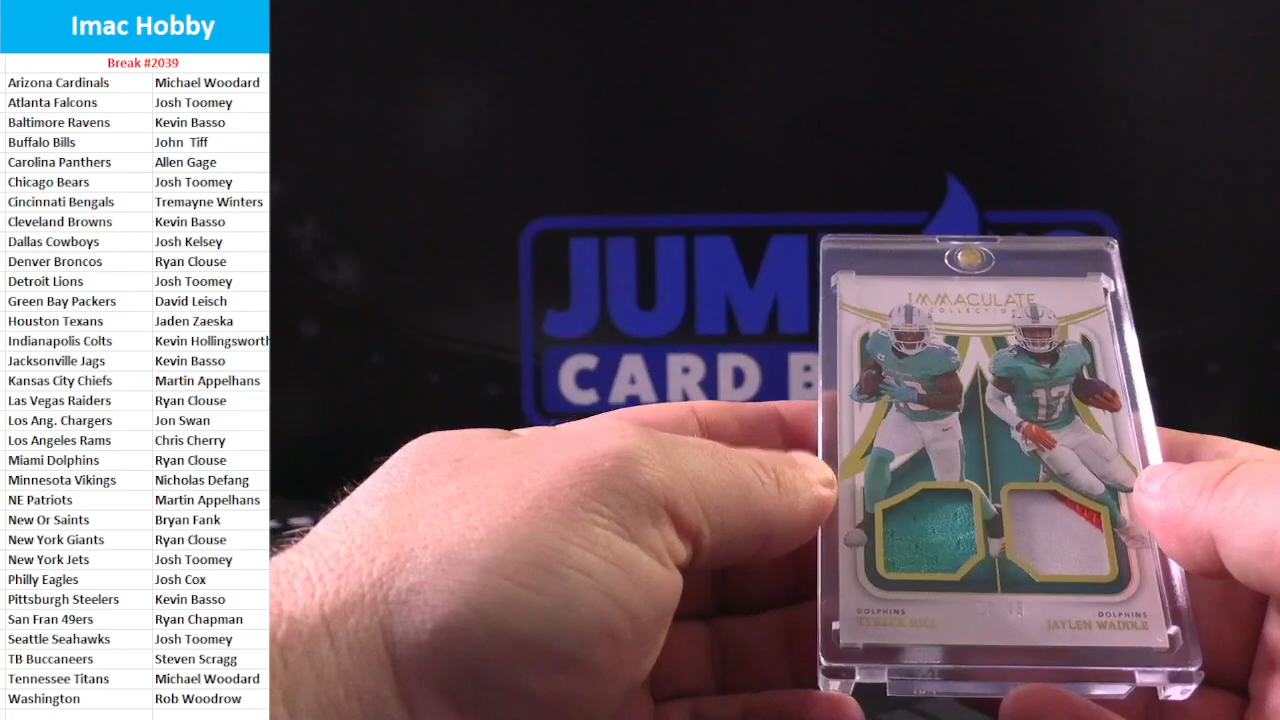 Imac Hobby
Break #2039
Arizona Cardinals Michael Woodard
Atlanta Falcons Josh Toomey
Baltimore Ravens Kevin Basso
Buffalo Bills John Tiff
Carolina Panthers Allen Gage
Chicago Bears Josh Toomey
Cincinnati Bengals Tremayne Winters
Cleveland Browns Kevin Basso
Dallas Cowboys Josh Kelsey
Denver Broncos Ryan Clouse
Detroit Lions Josh Toomey
Green Bay Packers David Leisch
Houston Texans Jaden Zaeska
Indianapolis Colts Kevin Hollingsworth
Jacksonville Jags Kevin Basso
Kansas City Chiefs Martin Appelhans
Las Vegas Raiders Ryan Clouse
Los Ang. Chargers Jon Swan
Los Angeles Rams Chris Cherry
Miami Dolphins Ryan Clouse
Minnesota Vikings Nicholas Defang
NE Patriots Martin Appelhans
New Or Saints Bryan Fank
New York Giants Ryan Clouse
New York Jets Josh Toomey
Philly Eagles Josh Cox
Pittsburgh Steelers Kevin Basso
San Fran 49ers Ryan Chapman
Seattle Seahawks Josh Toomey
TB Buccaneers Steven Scragg
Tennessee Titans Michael Woodard
Washington Rob Woodrow
JUM
CARD B
IMMACULATE
COLLECTION
17
DOLPHINS
TYREEK HILL
DOLPHINS
JAYLEN WADDLE